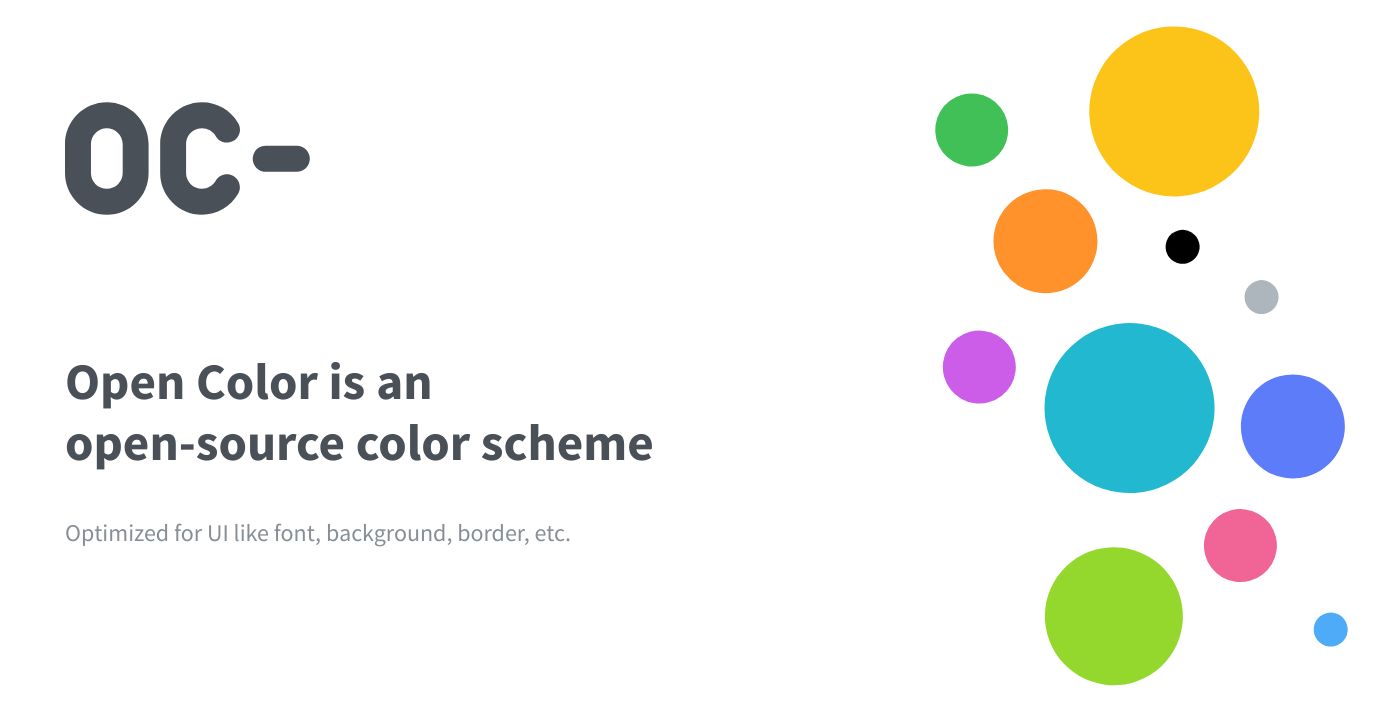 OC-
Open Color is an
open-source color scheme
Optimized for UI like font, background, border, etc.